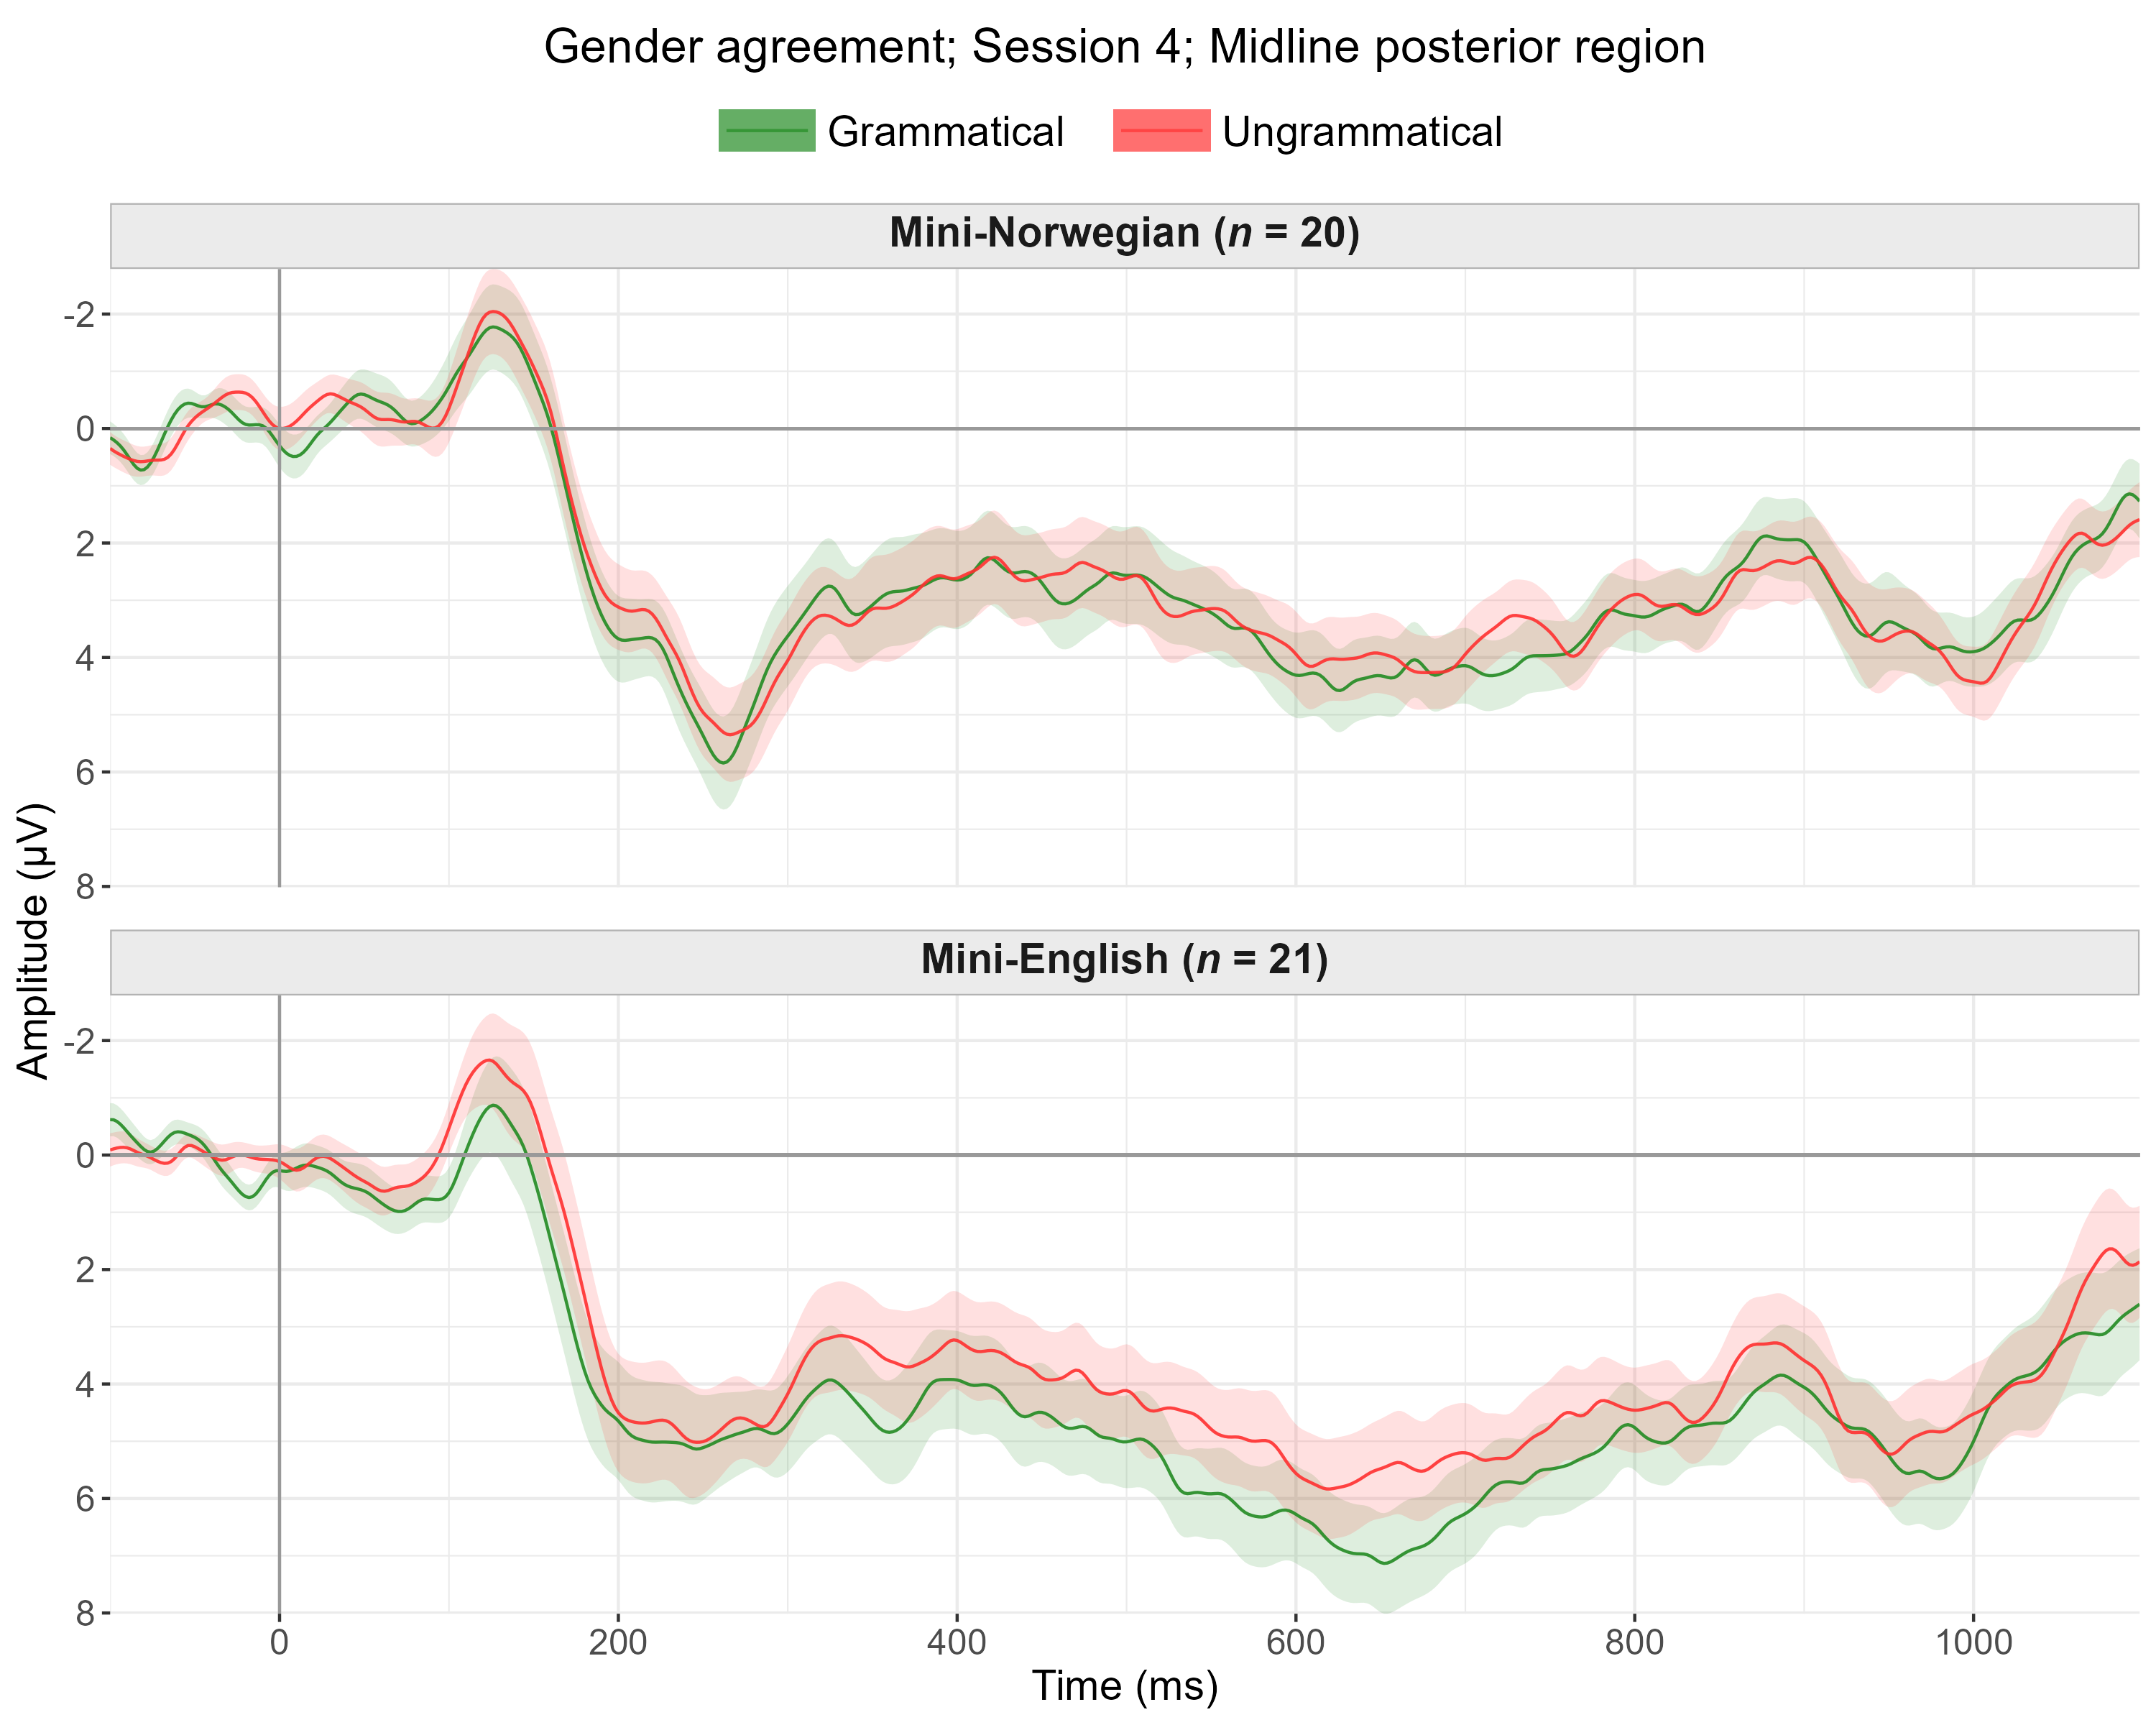 Gender agreement; Session 4; Midline posterior region
Grammatical Ungrammatical
Mini-Norwegian (n = 20)
-2
0
2
4
6
8
Mini-English (n = 21)
-2
0
2
4
6
8
0 200 400 600 800 1000
Time (ms)
Amplitude (µV)